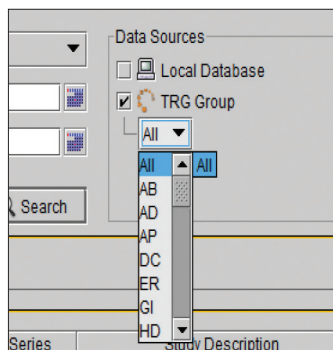 Data Sources
Local Database
TRG Group
All
All All
AB
AD
AP
DC
ER
GI
HD
Search
Series Study Description